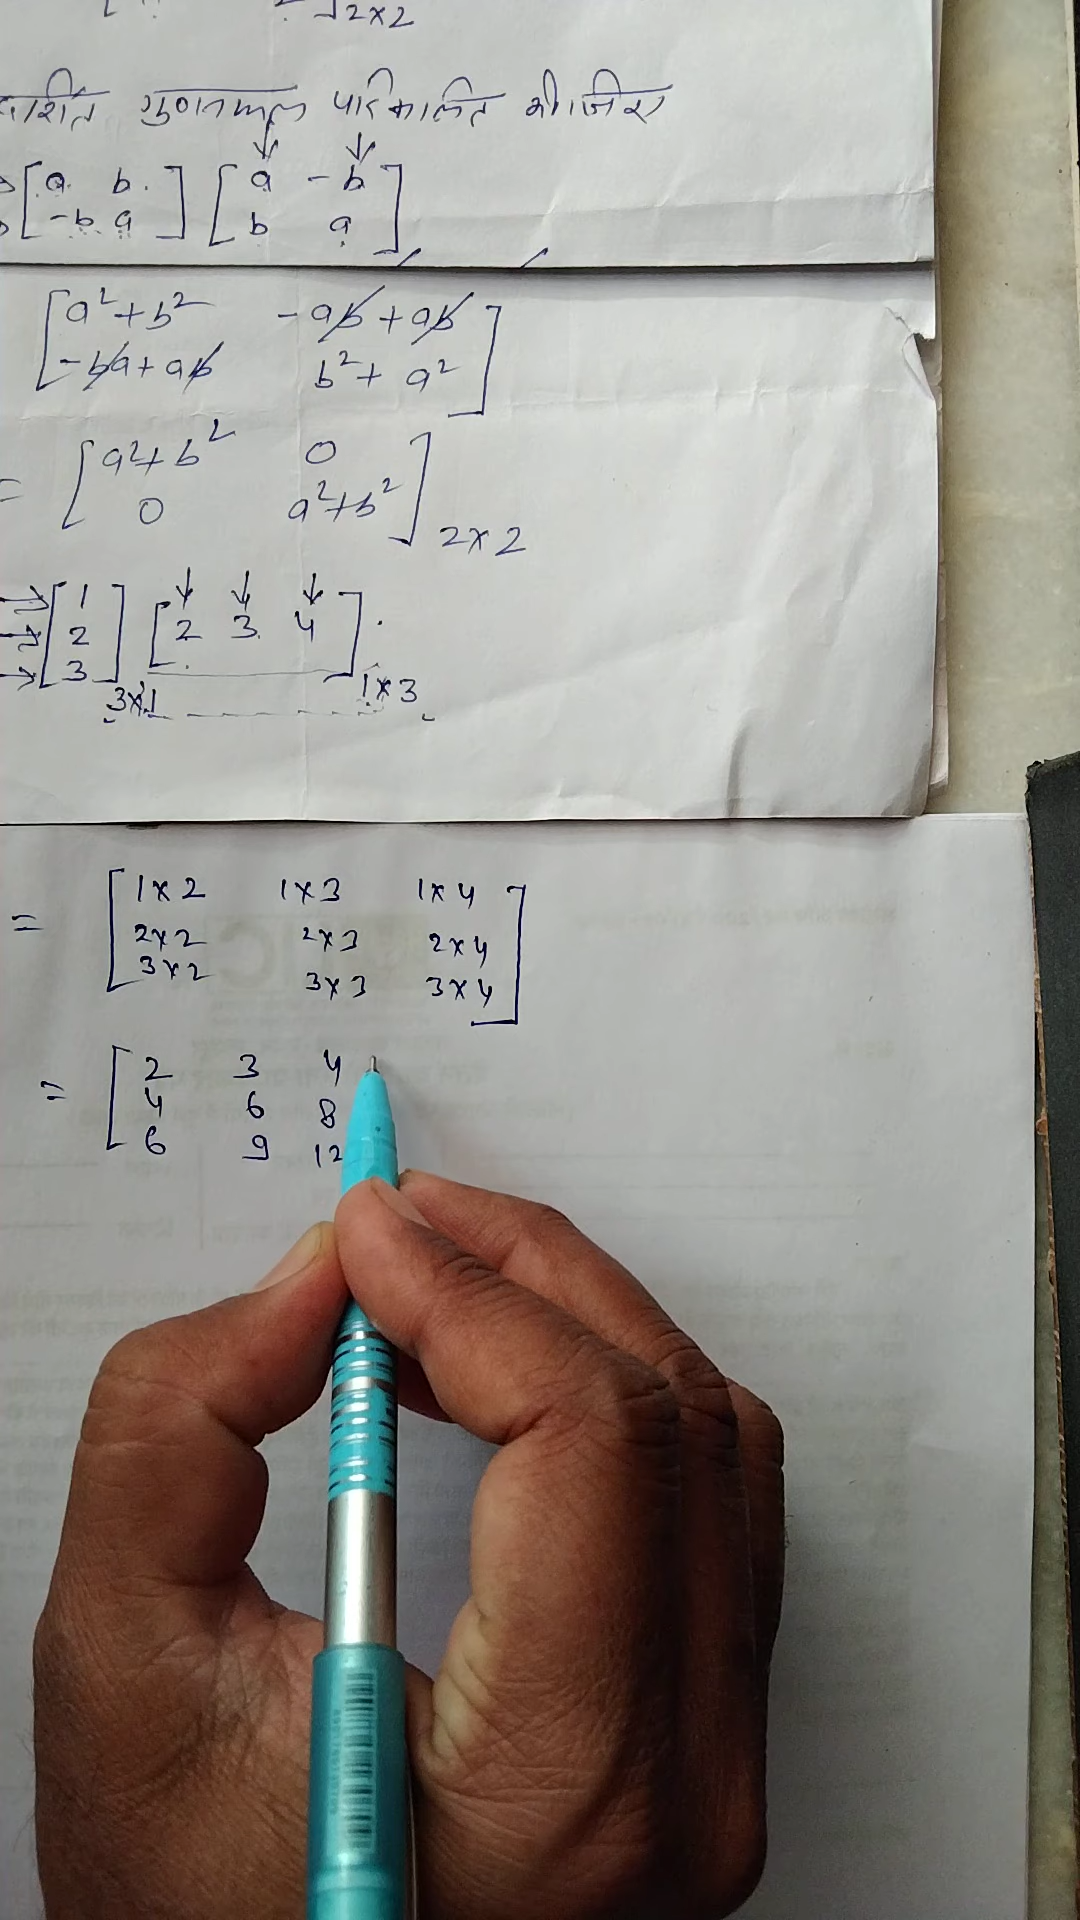 2×2
दर्शित गुणनफल परिकलित कीजिए
[a b] [a -b]
[-b a] [b a]
[a²+b² -ab+ab]
[-ba+ab b²+a²]
= [a²+b² 0]
[0 a²+b²] 2×2
[1] [2 3 4]
[2]
[3] 3×1 1×3
= [1×2 1×3 1×4]
[2×2 2×3 2×4]
[3×2 3×3 3×4]
= [2 3 4
4 6 8
6 9 12